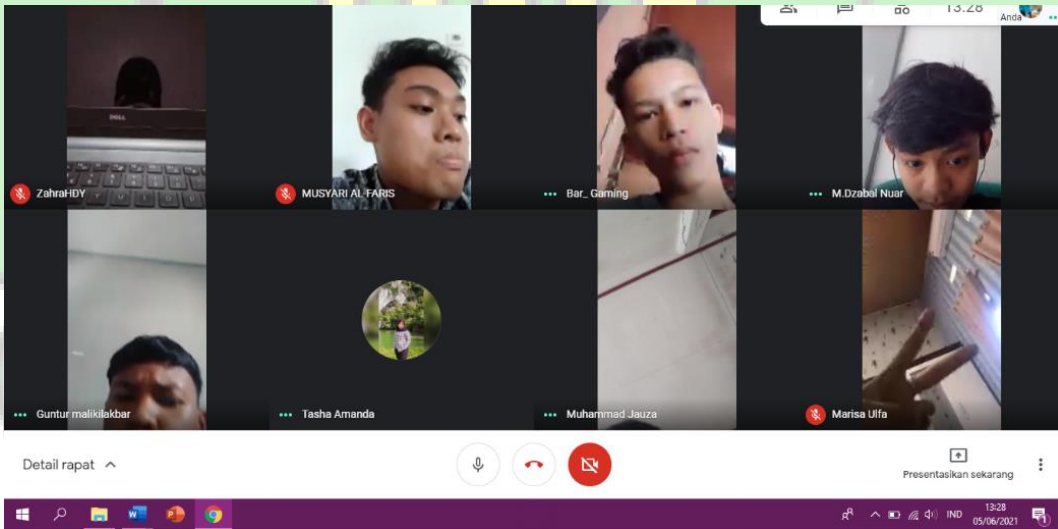 13:28
Anda
DELL
ZahraHDY
MUSYARI AL-FARIS
Bar_ Gaming
M.Dzabal Nuar
Guntur malikilakbar
Tasha Amanda
Muhammad Jauza
Marisa Ulfa
Detail rapat
Presentasikan sekarang
IND
13:28
05/06/2021